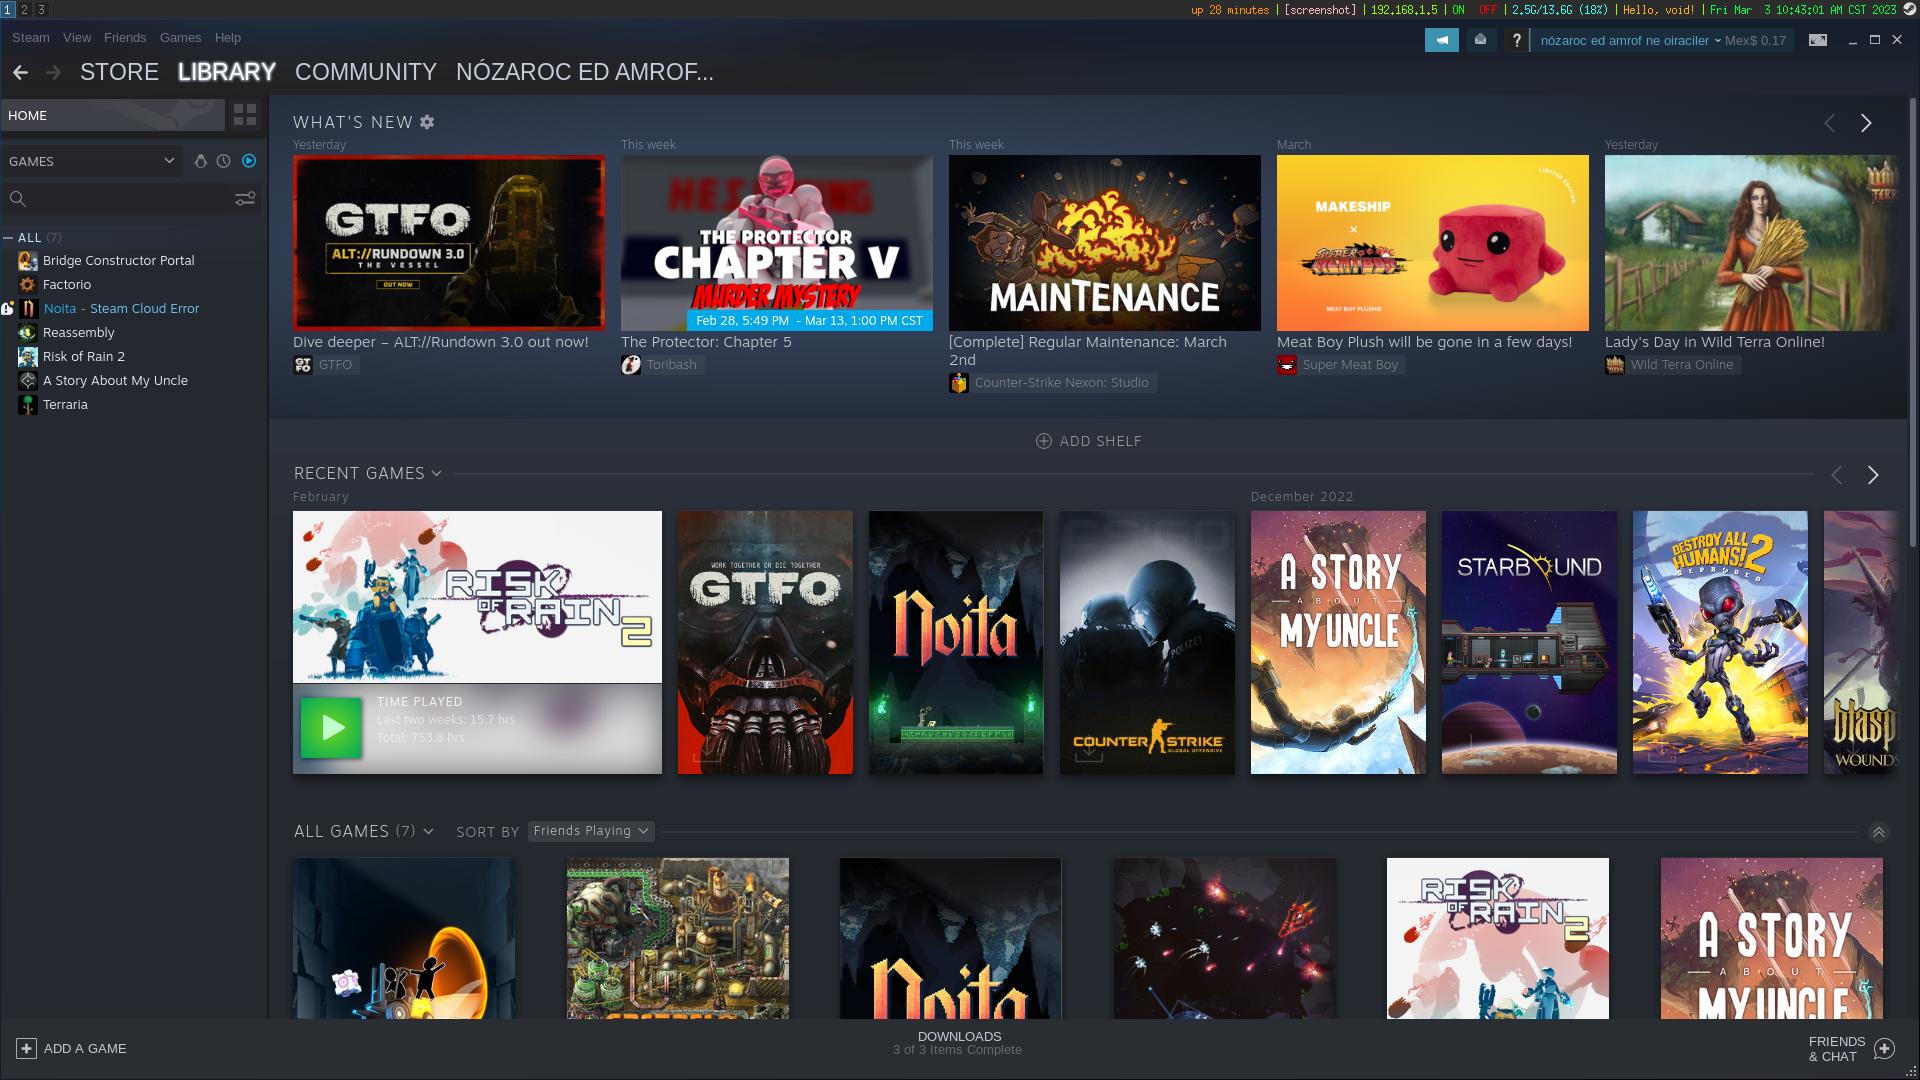 1 2 3
up 28 minutes | [screenshot] | 192.168.1.5 | ON OFF | 2.5G/13.6G (18%) | Hello, void! | Fri Mar 3 10:43:01 AM CST 2023
Steam View Friends Games Help
? nózaroc ed amrof ne oiraciler Mex$ 0.17
STORE LIBRARY COMMUNITY NÓZAROC ED AMROF...
HOME
GAMES
ALL (7)
Bridge Constructor Portal
Factorio
Noita - Steam Cloud Error
Reassembly
Risk of Rain 2
A Story About My Uncle
Terraria
WHAT'S NEW
Yesterday
GTFO
ALT://RUNDOWN 3.0
THE VESSEL
OUT NOW
Dive deeper – ALT://Rundown 3.0 out now!
GTFO
GTFO
This week
THE PROTECTOR
CHAPTER V
MURDER MYSTERY
Feb 28, 5:49 PM - Mar 13, 1:00 PM CST
The Protector: Chapter 5
Toribash
This week
MAINTENANCE
[Complete] Regular Maintenance: March
2nd
Counter-Strike Nexon: Studio
March
LIMITED EDITION
MAKESHIP
×
SUPER
MEAT BOY
MEAT BOY PLUSHIE
Meat Boy Plush will be gone in a few days!
Super Meat Boy
Yesterday
Lady's Day in Wild Terra Online!
Wild Terra Online
ADD SHELF
RECENT GAMES
February
RISK
OF RAIN
2
TIME PLAYED
Last two weeks: 15.7 hrs
Total: 753.8 hrs
WORK TOGETHER OR DIE TOGETHER
GTFO
Noita
CSGO
POLIZEI
COUNTER STRIKE
GLOBAL OFFENSIVE
December 2022
A STORY
ABOUT
MY UNCLE
STARBOUND
DESTROY ALL
HUMANS! 2
REPROBED
Blasp
WOUNDS
ALL GAMES (7) SORT BY Friends Playing
Noita
RISK
OF RAIN
2
A STORY
ABOUT
MY UNCLE
ADD A GAME
DOWNLOADS
3 of 3 Items Complete
FRIENDS
& CHAT